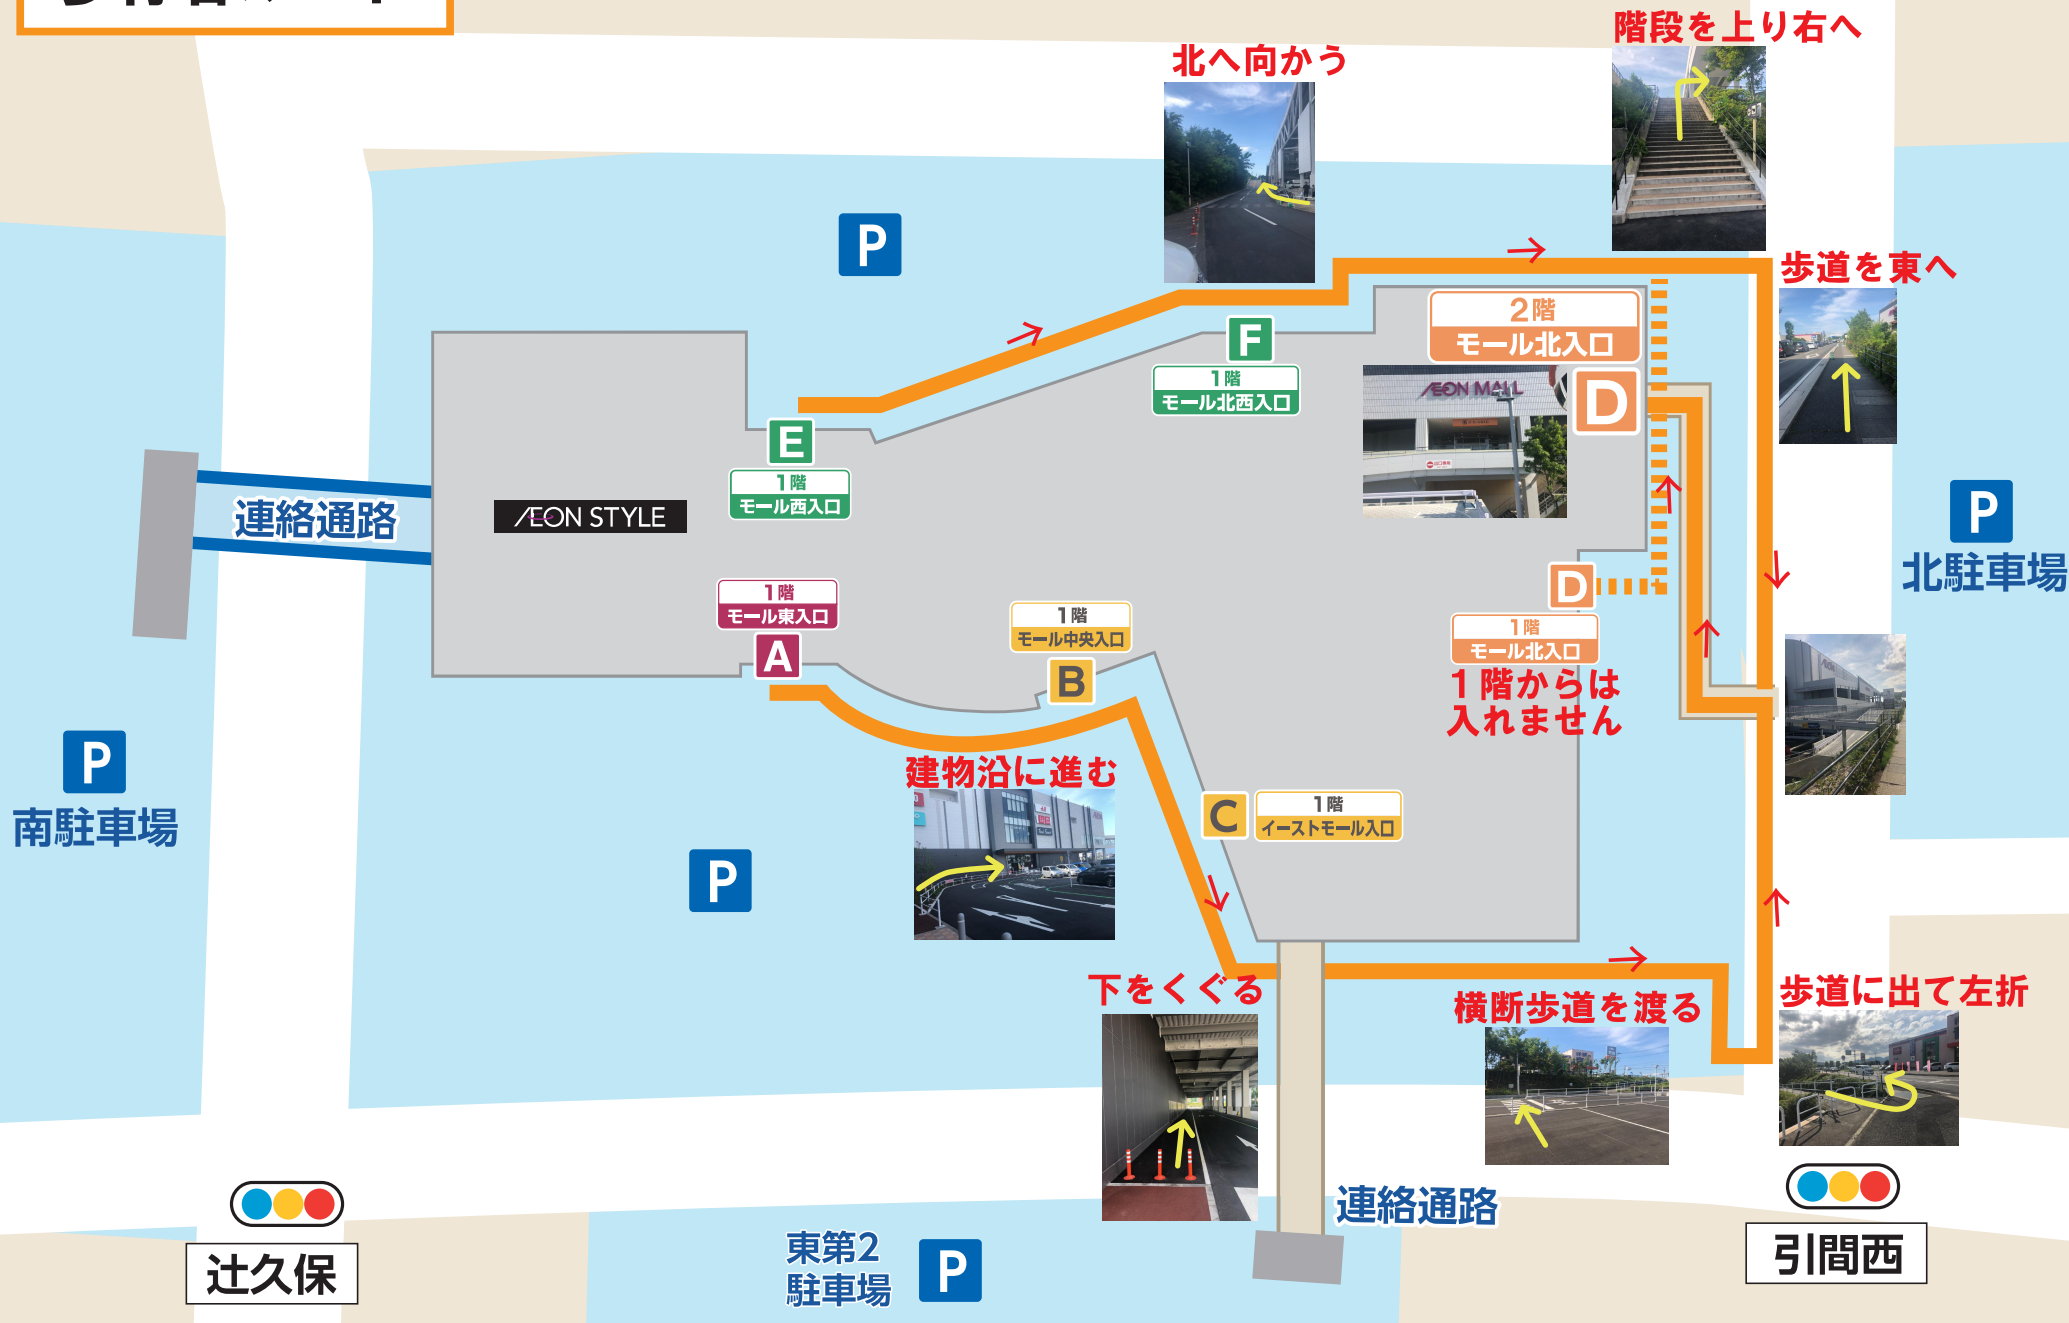 階段を上り右へ
北へ向かう
歩道を東へ
P
2階
モール北入口
F
1階
モール北西入口
ÆON MALL
D
E
1階
モール西入口
連絡通路
ÆON STYLE
P
北駐車場
1階
モール東入口
A
1階
モール中央入口
B
D
1階
モール北入口
1階からは
入れません
P
南駐車場
建物沿に進む
C
1階
イーストモール入口
P
下をくぐる
横断歩道を渡る
歩道に出て左折
連絡通路
辻久保
東第2
駐車場
P
引間西